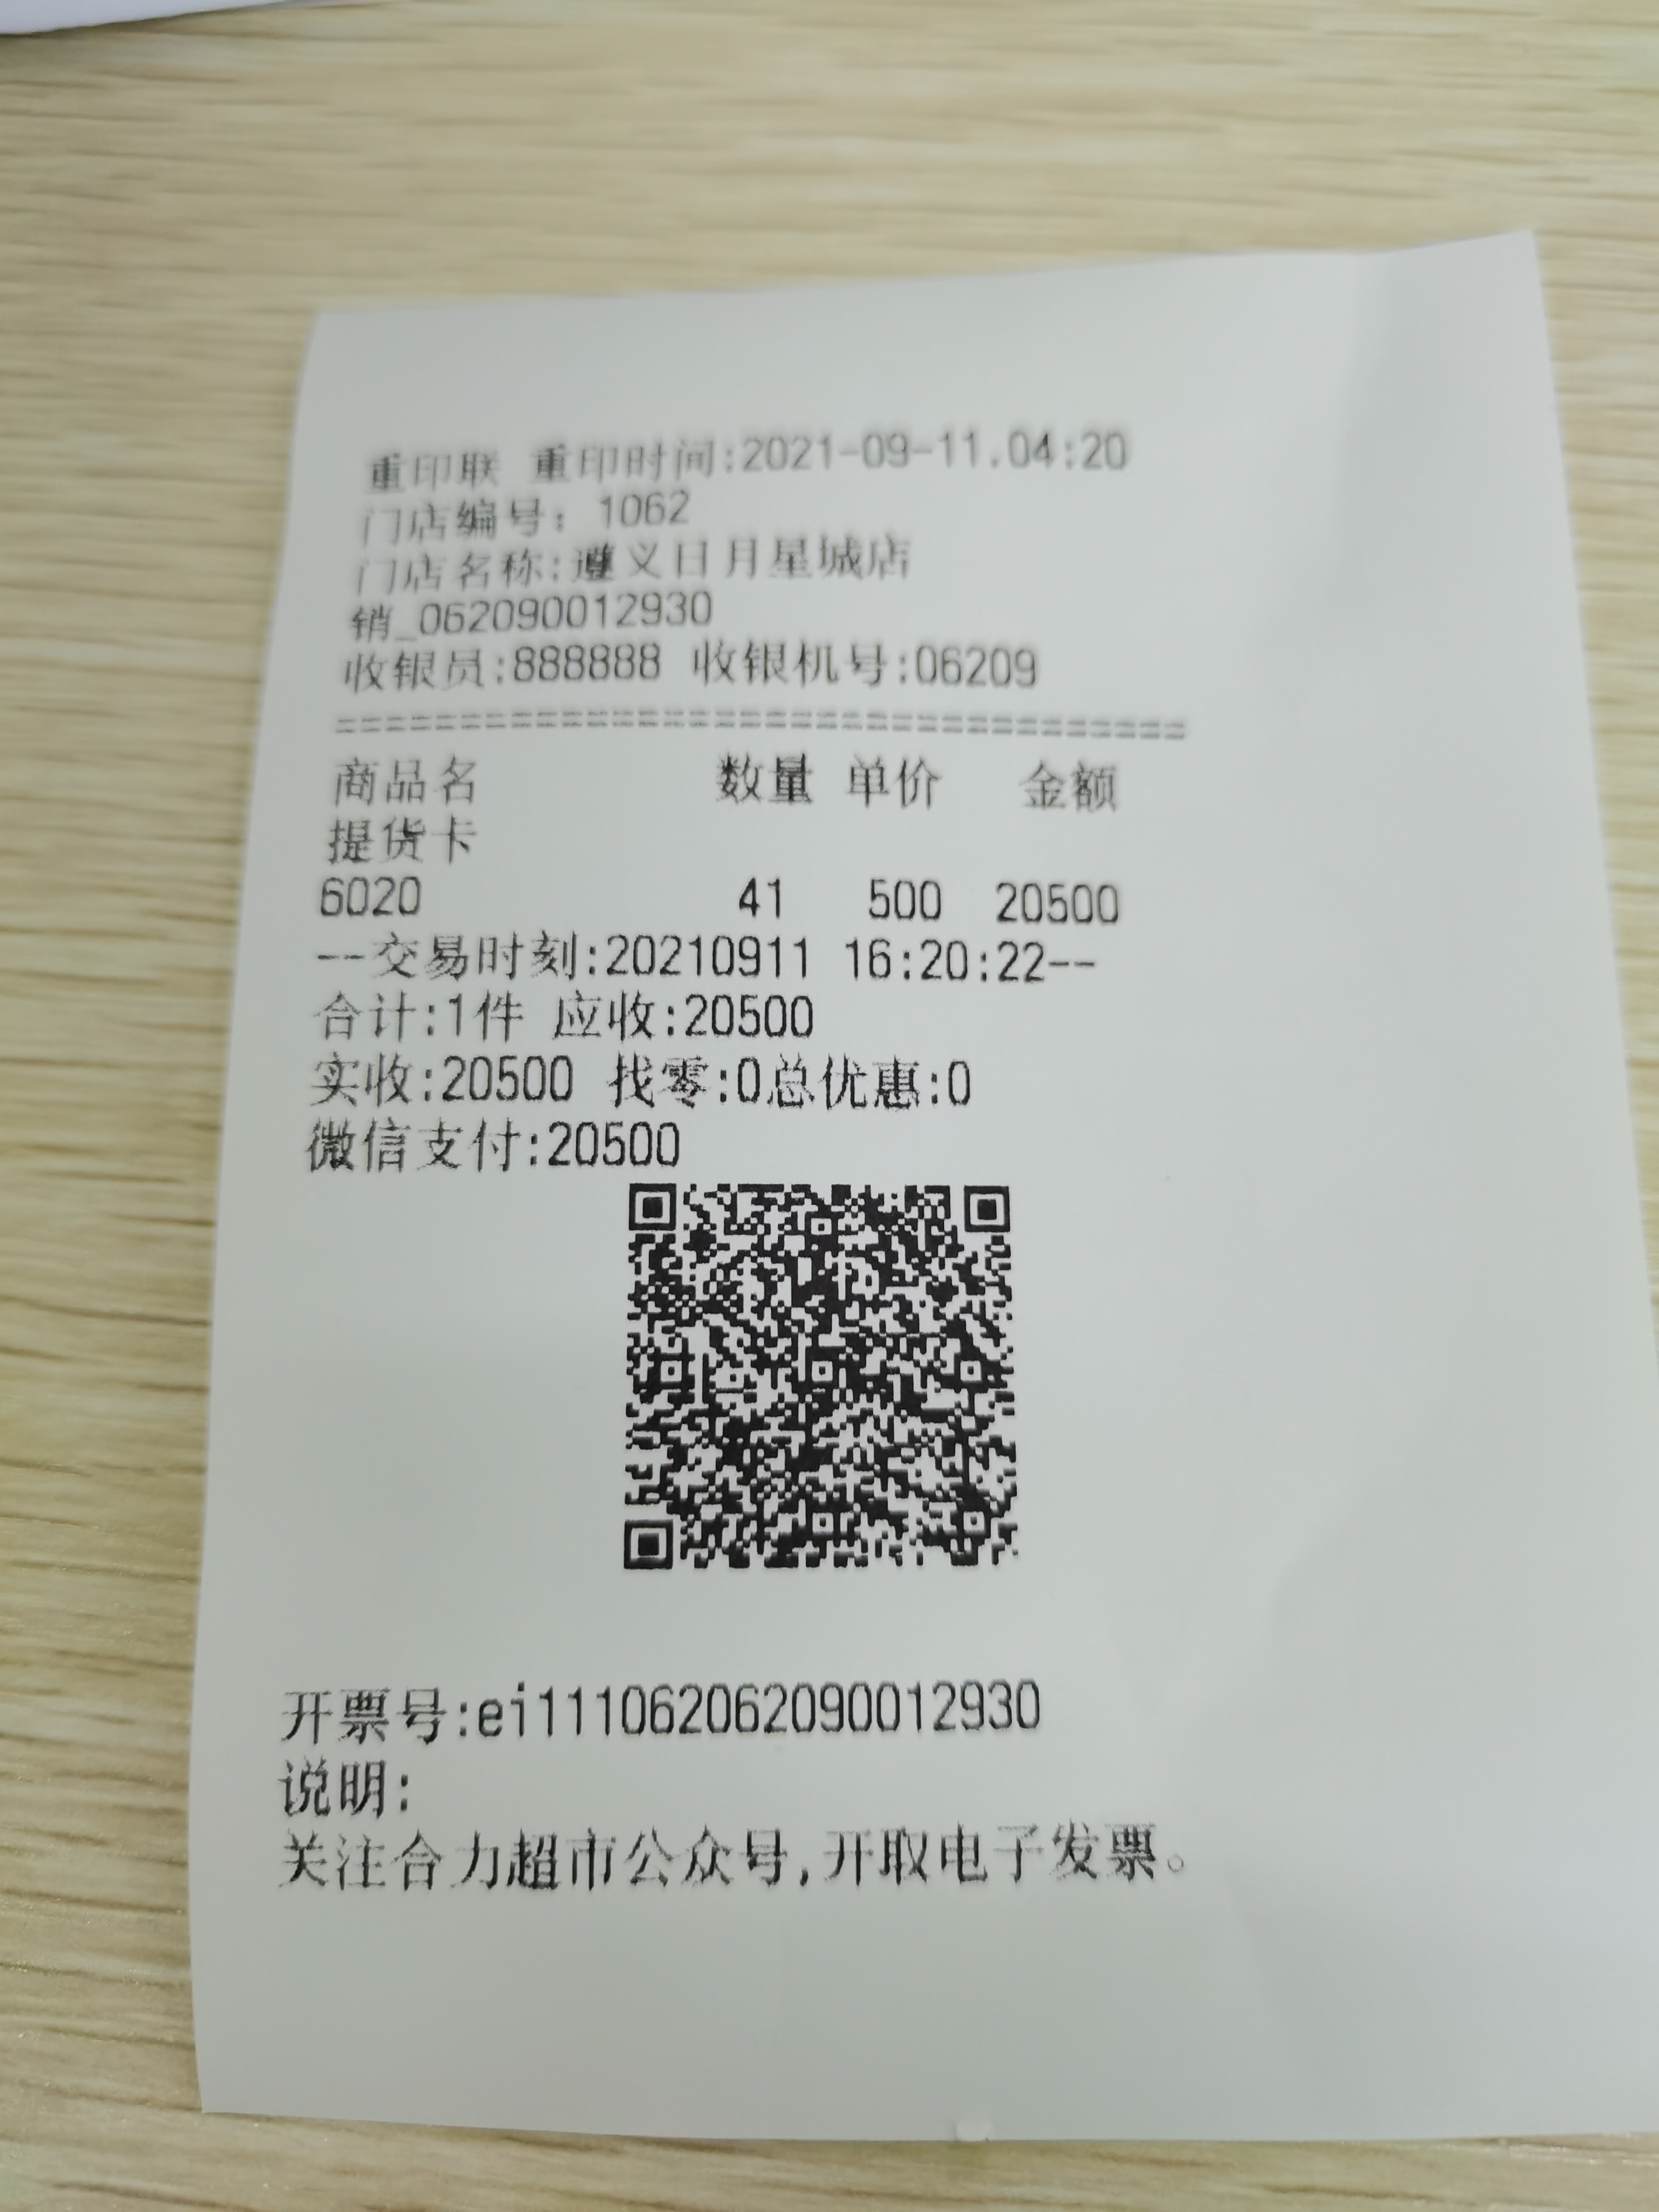 重印联 重印时间:2021-09-11.04:20
门店编号: 1062
门店名称:遵义日月星城店
销_062090012930
收银员:888888 收银机号:06209
==================================
商品名 数量 单价 金额
提货卡
6020 41 500 20500
--交易时刻:20210911 16:20:22--
合计:1件 应收:20500
实收:20500 找零:0总优惠:0
微信支付:20500
开票号:ei111062062090012930
说明:
关注合力超市公众号,开取电子发票。